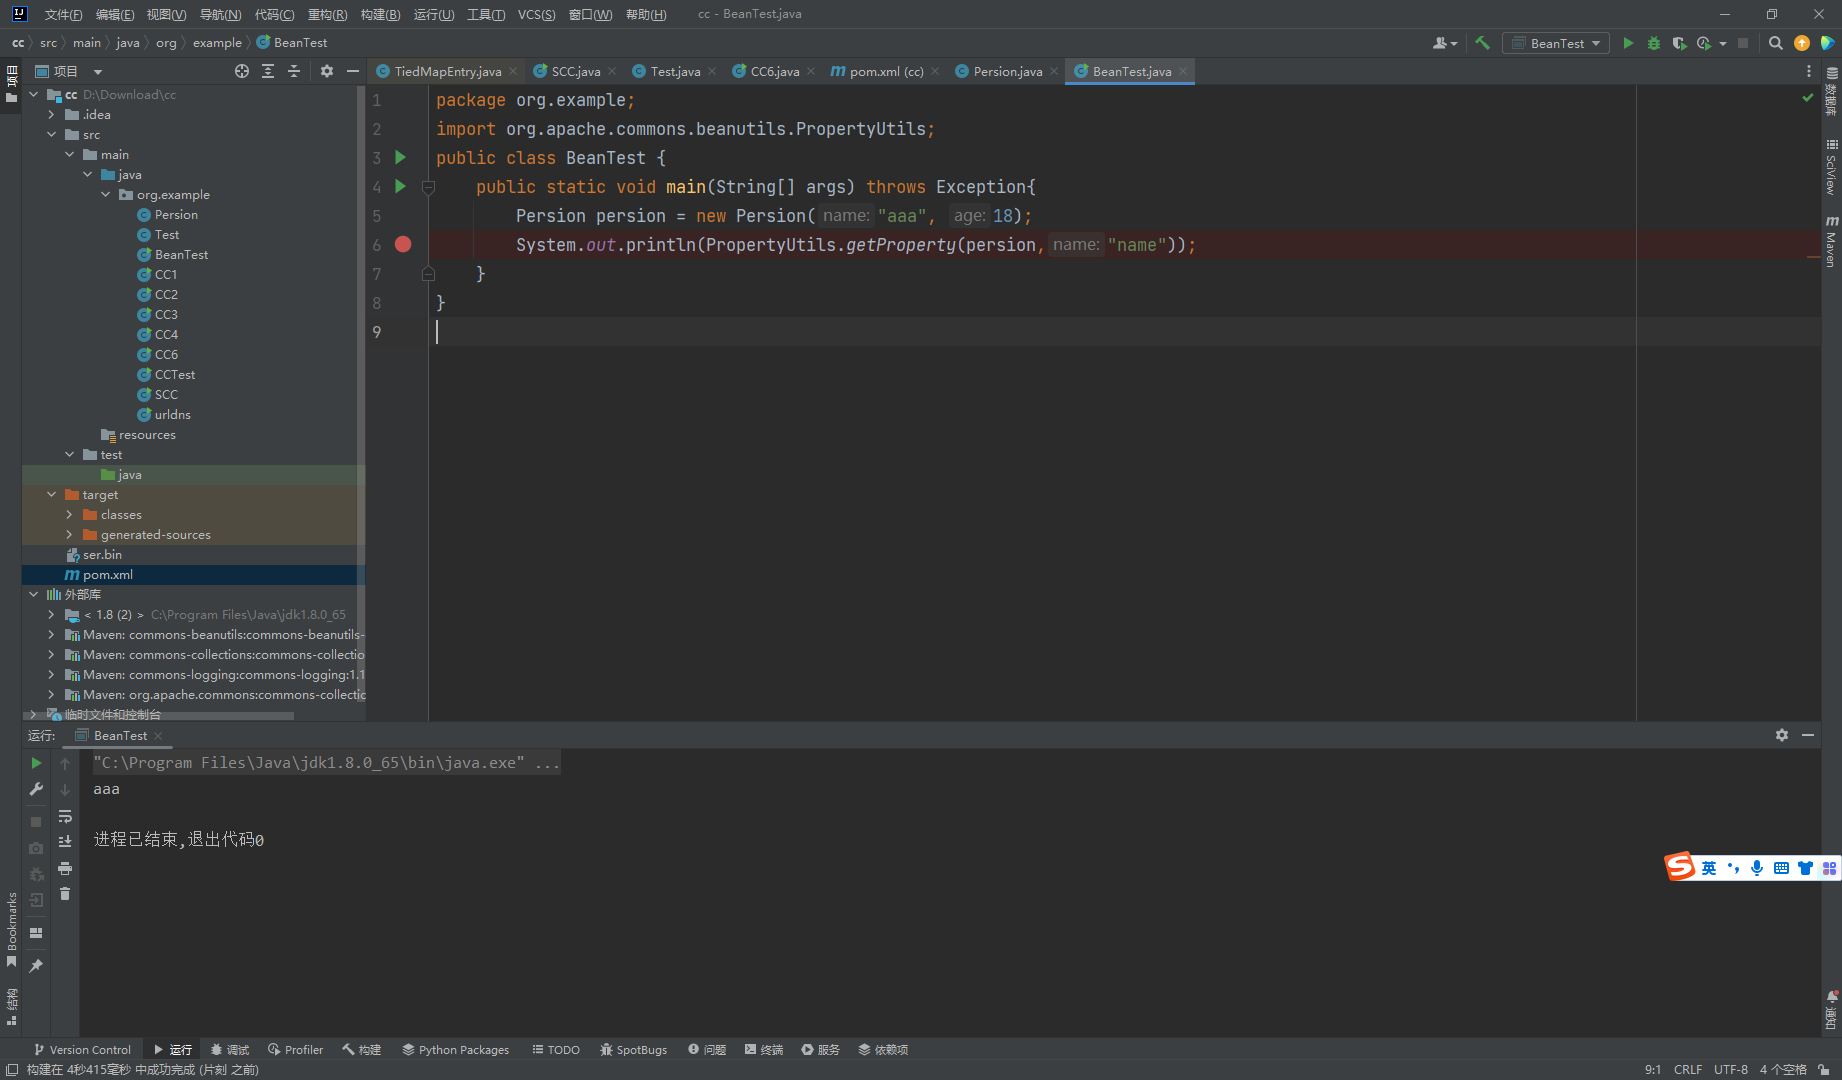 文件(F) 编辑(E) 视图(V) 导航(N) 代码(C) 重构(R) 构建(B) 运行(U) 工具(T) VCS(S) 窗口(W) 帮助(H) cc - BeanTest.java
cc src main java org example BeanTest
BeanTest
项目
项目
TiedMapEntry.java SCC.java Test.java CC6.java pom.xml (cc) Persion.java BeanTest.java
cc D:\Download\cc
.idea
src
main
java
org.example
Persion
Test
BeanTest
CC1
CC2
CC3
CC4
CC6
CCTest
SCC
urldns
resources
test
java
target
classes
generated-sources
ser.bin
pom.xml
外部库
< 1.8 (2) > C:\Program Files\Java\jdk1.8.0_65
Maven: commons-beanutils:commons-beanutils-
Maven: commons-collections:commons-collectio
Maven: commons-logging:commons-logging:1.1
Maven: org.apache.commons:commons-collectic
临时文件和控制台
1 package org.example;
2 import org.apache.commons.beanutils.PropertyUtils;
3 public class BeanTest {
4 public static void main(String[] args) throws Exception{
5 Persion persion = new Persion( name: "aaa", age: 18);
6 System.out.println(PropertyUtils.getProperty(persion, name: "name"));
7 }
8 }
9
数据库
SciView
Maven
通知
运行: BeanTest
"C:\Program Files\Java\jdk1.8.0_65\bin\java.exe" ...
aaa
进程已结束,退出代码0
英
Bookmarks
结构
Version Control 运行 调试 Profiler 构建 Python Packages TODO SpotBugs 问题 终端 服务 依赖项
构建在 4秒415毫秒 中成功完成 (片刻 之前) 9:1 CRLF UTF-8 4 个空格